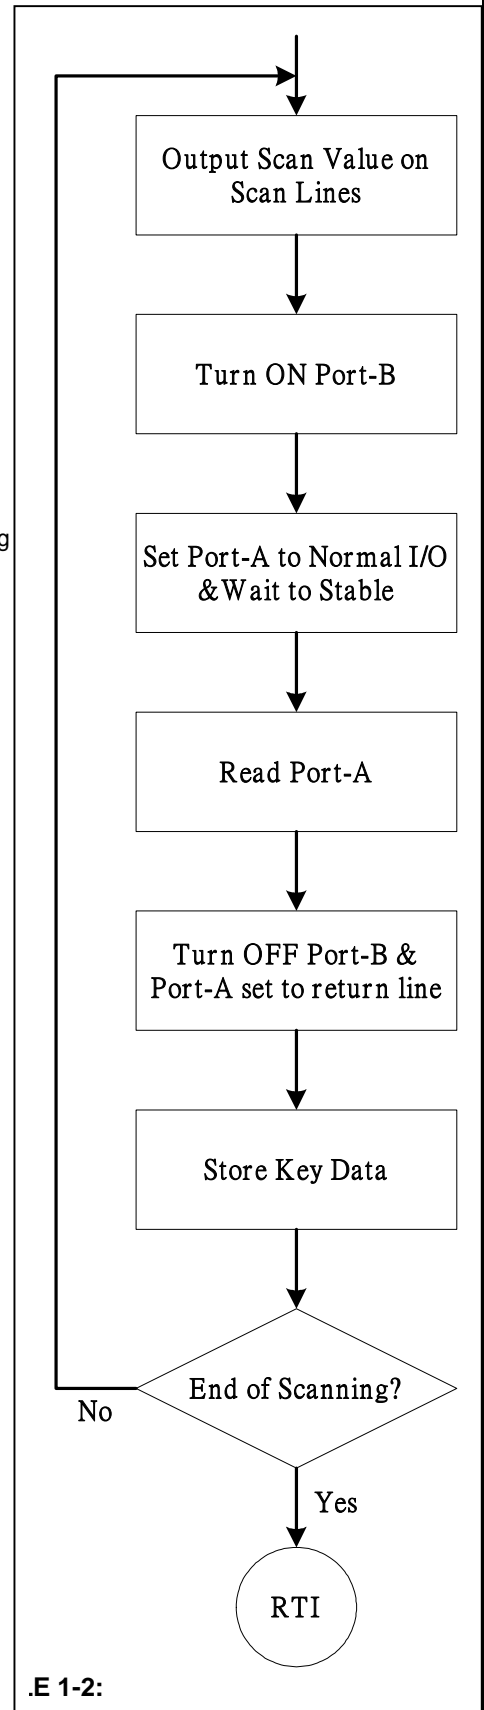 Output Scan Value on
Scan Lines
Turn ON Port-B
g
Set Port-A to Normal I/O
&Wait to Stable
Read Port-A
Turn OFF Port-B &
Port-A set to return line
Store Key Data
End of Scanning?
No
Yes
RTI
.E 1-2: